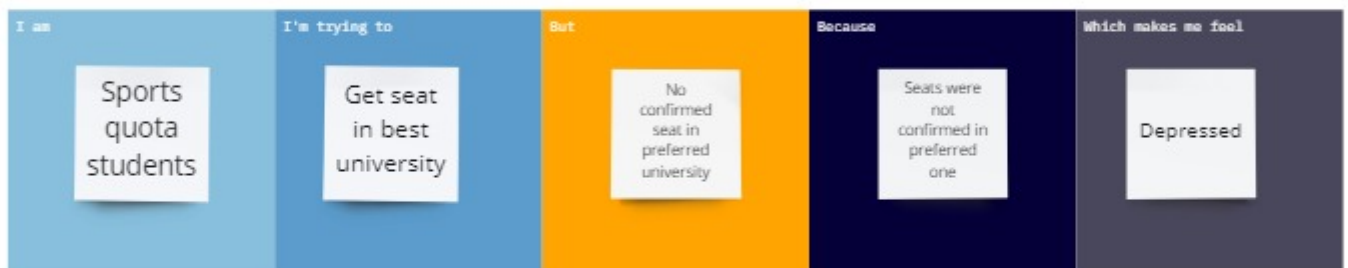 I am
Sports
quota
students
I'm trying to
Get seat
in best
university
But
No
confirmed
seat in
preferred
university
Because
Seats were
not
confirmed in
preferred
one
Which makes me feel
Depressed